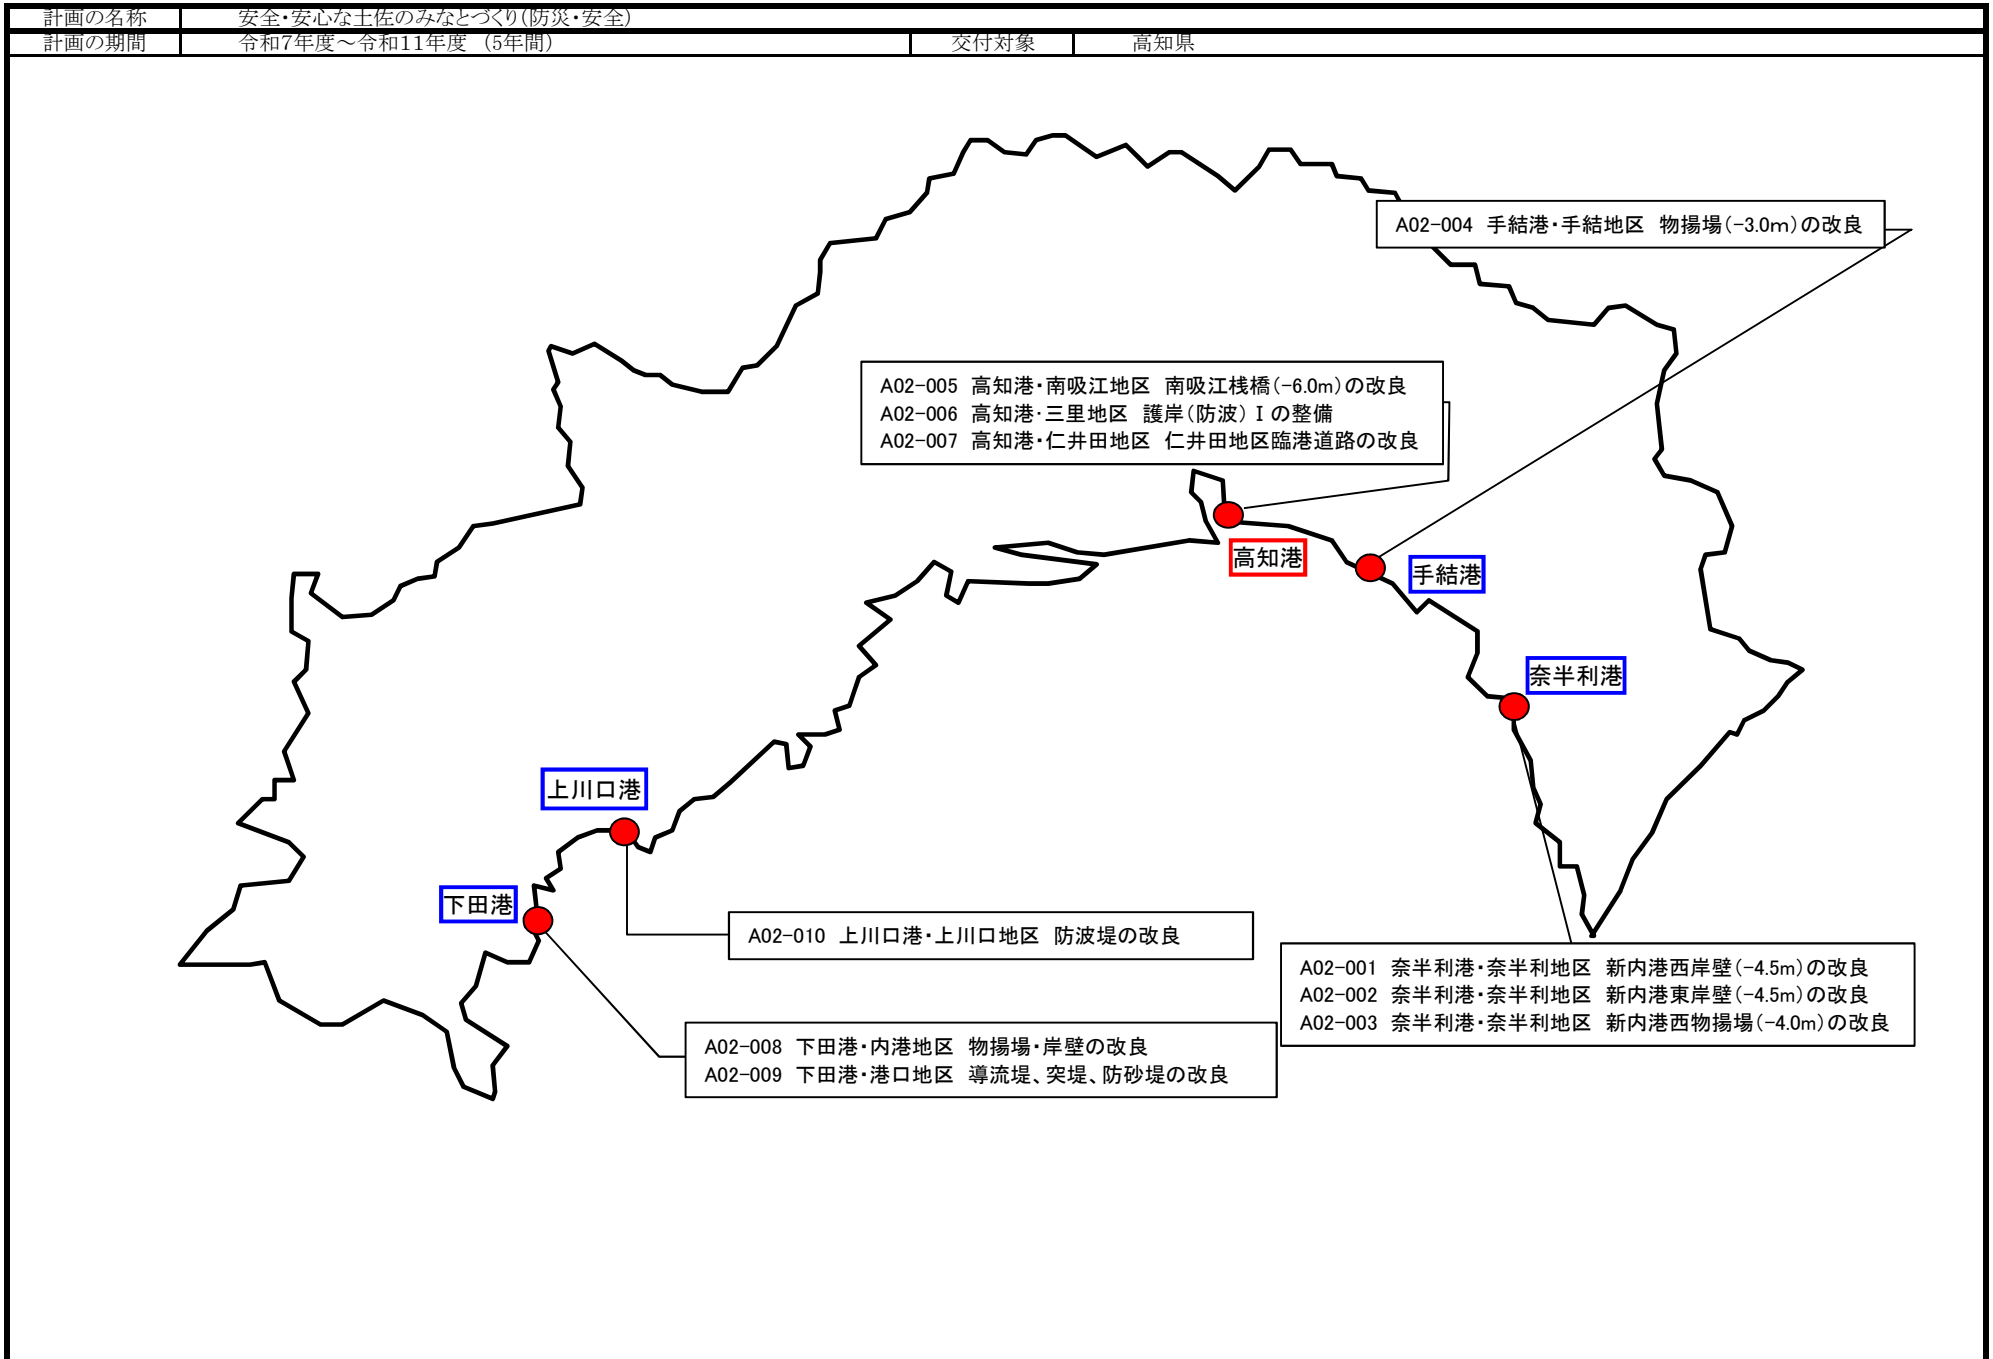 計画の名称 安全・安心な土佐のみなとづくり(防災・安全)
計画の期間 令和7年度～令和11年度 (5年間) 交付対象 高知県
A02-004 手結港・手結地区 物揚場(-3.0m)の改良
A02-005 高知港・南吸江地区 南吸江桟橋(-6.0m)の改良
A02-006 高知港・三里地区 護岸(防波)Ⅰの整備
A02-007 高知港・仁井田地区 仁井田地区臨港道路の改良
高知港
手結港
奈半利港
上川口港
下田港
A02-010 上川口港・上川口地区 防波堤の改良
A02-001 奈半利港・奈半利地区 新内港西岸壁(-4.5m)の改良
A02-002 奈半利港・奈半利地区 新内港東岸壁(-4.5m)の改良
A02-003 奈半利港・奈半利地区 新内港西物揚場(-4.0m)の改良
A02-008 下田港・内港地区 物揚場・岸壁の改良
A02-009 下田港・港口地区 導流堤、突堤、防砂堤の改良